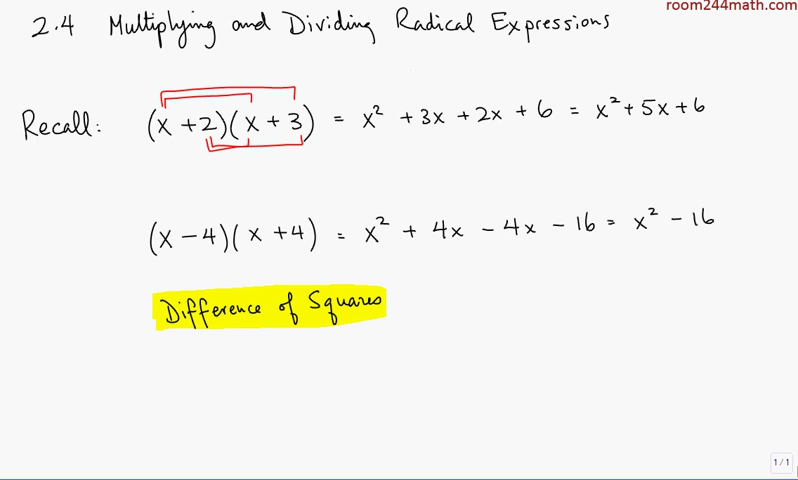 room244math.com
2.4 Multiplying and Dividing Radical Expressions
Recall: (x + 2)(x + 3) = x² + 3x + 2x + 6 = x² + 5x + 6
(x - 4)(x + 4) = x² + 4x - 4x - 16 = x² - 16
Difference of Squares
1 / 1